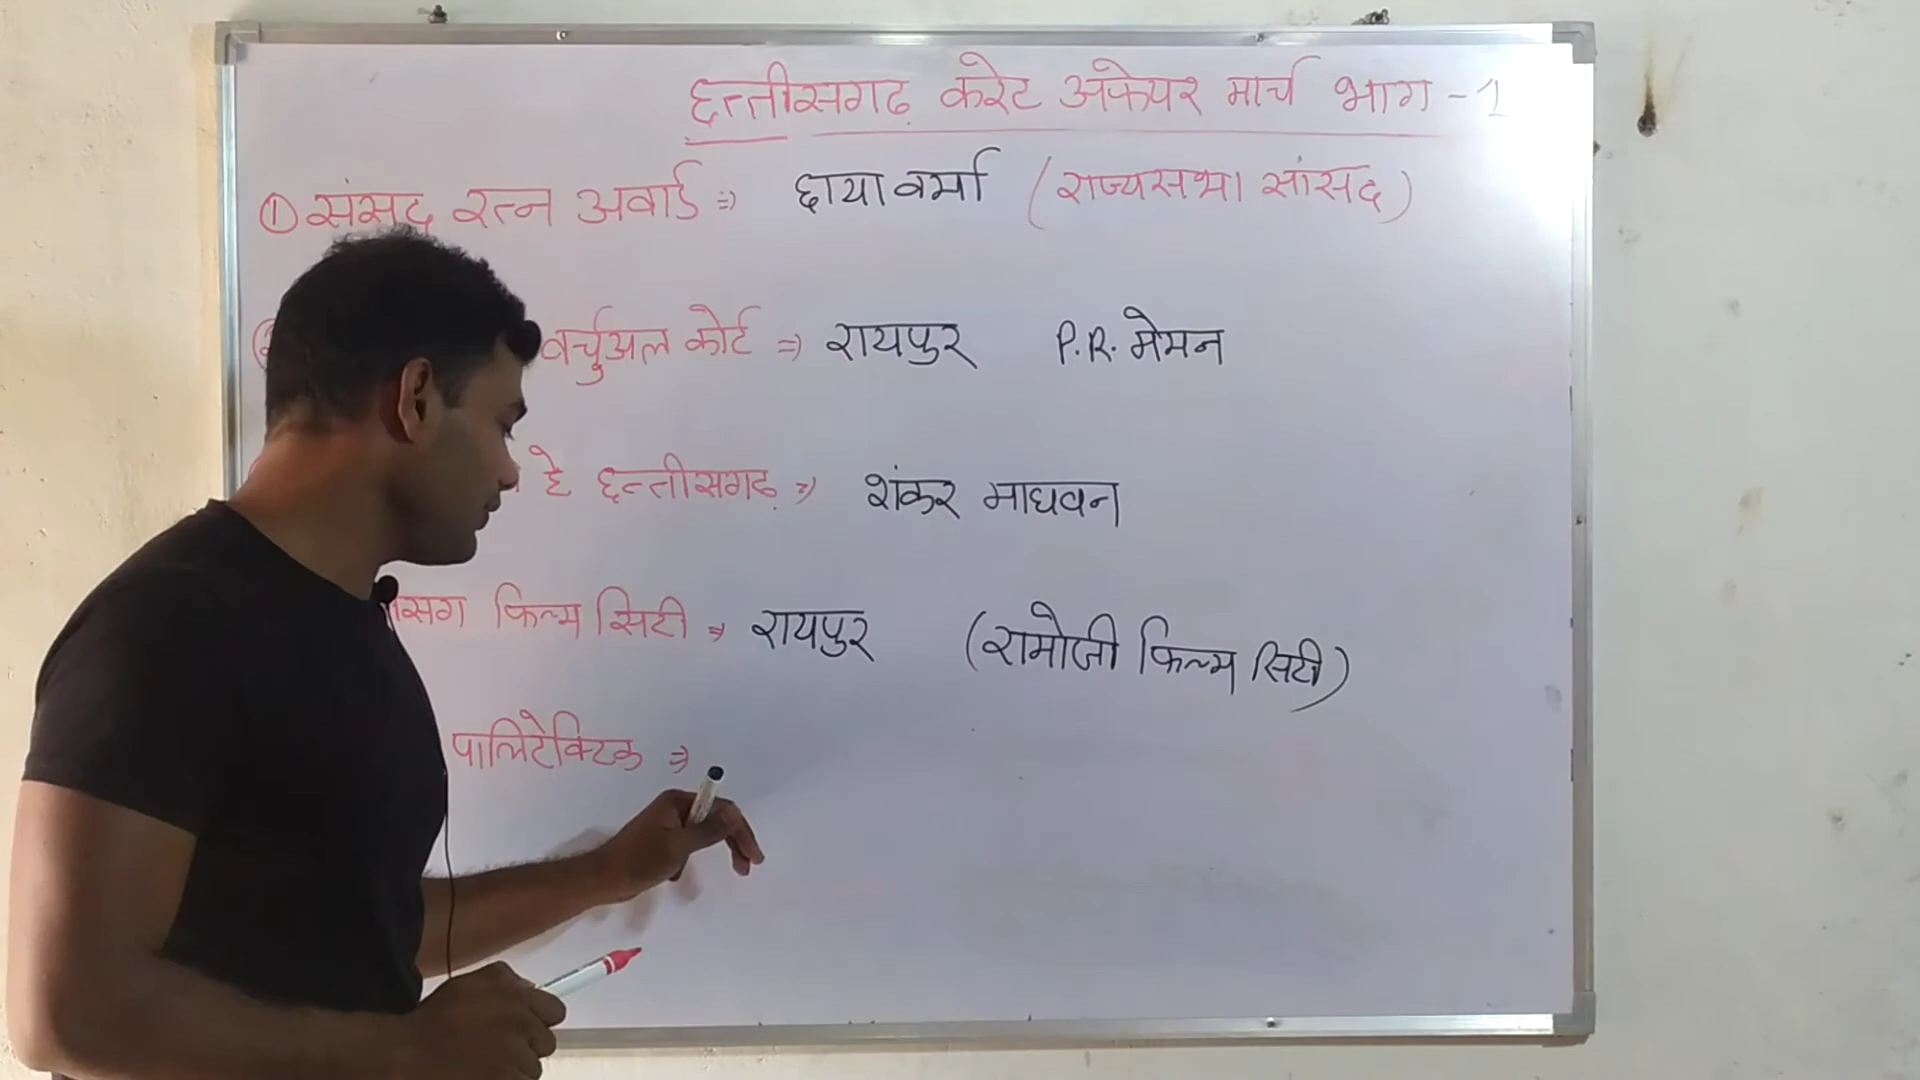 छत्तीसगढ़ करेट अफेयर मार्च भाग - 1
① संसद रत्न अवार्ड => छाया वर्मा (राज्यसभा सांसद)
वर्चुअल कोर्ट => रायपुर P.R. मेमन
हे छत्तीसगढ़ => शंकर माधवन
फिल्म सिटी => रायपुर (रामोजी फिल्म सिटी)
पालिटेक्टिक =>